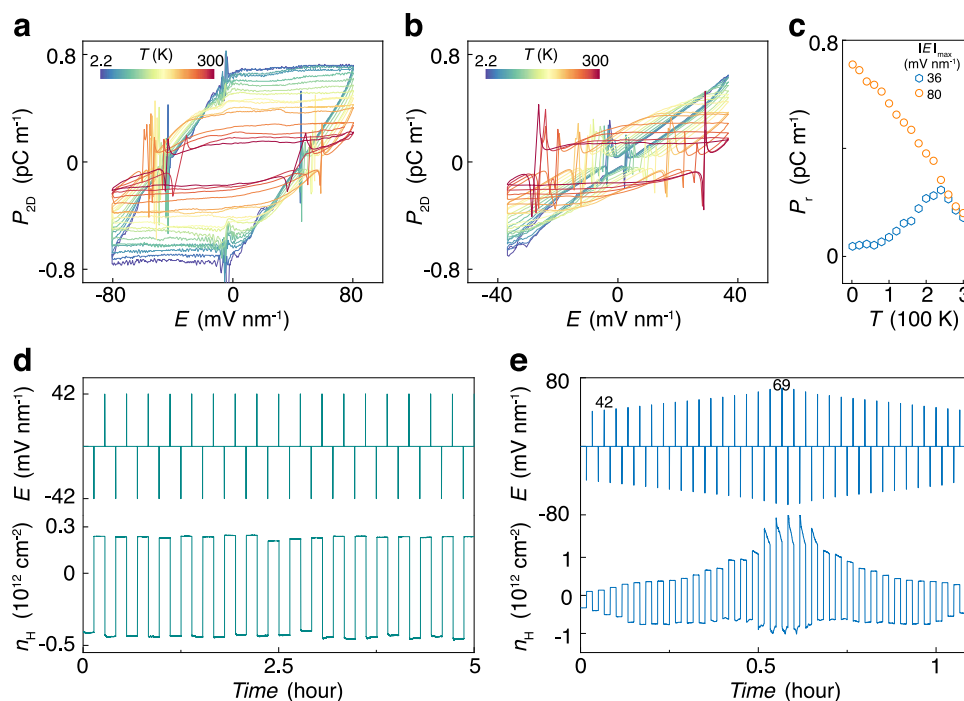 a
T (K)
2.2 300
0.8
0
-0.8
P2D (pC m⁻¹)
-80 0 80
E (mV nm⁻¹)
b
T (K)
2.2 300
0.8
0
-0.8
P2D (pC m⁻¹)
-40 0 40
E (mV nm⁻¹)
c
0.8
0.4
0
Pr (pC m⁻¹)
|E|max
(mV nm⁻¹)
36
80
0 1 2 3
T (100 K)
d
42
-42
E (mV nm⁻¹)
0.3
0
-0.5
nH (10¹² cm⁻²)
0 2.5 5
Time (hour)
e
80
-80
E (mV nm⁻¹)
42
69
1
0
-1
nH (10¹² cm⁻²)
0 0.5 1
Time (hour)